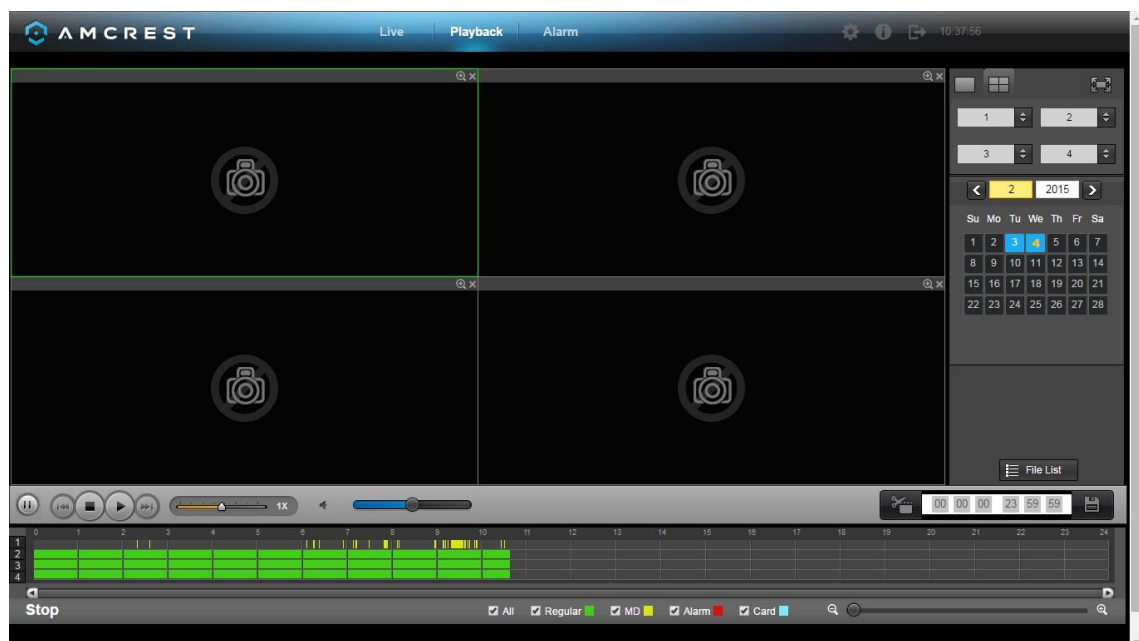 AMCREST Live Playback Alarm 10:37:56
1 2
3 4
2 2015
Su Mo Tu We Th Fr Sa
1 2 3 4 5 6 7
8 9 10 11 12 13 14
15 16 17 18 19 20 21
22 23 24 25 26 27 28
File List
1X 00 00 00 23 59 59
0 1 2 3 4 5 6 7 8 9 10 11 12 13 14 15 16 17 18 19 20 21 22 23 24
1
2
3
4
Stop All Regular MD Alarm Card